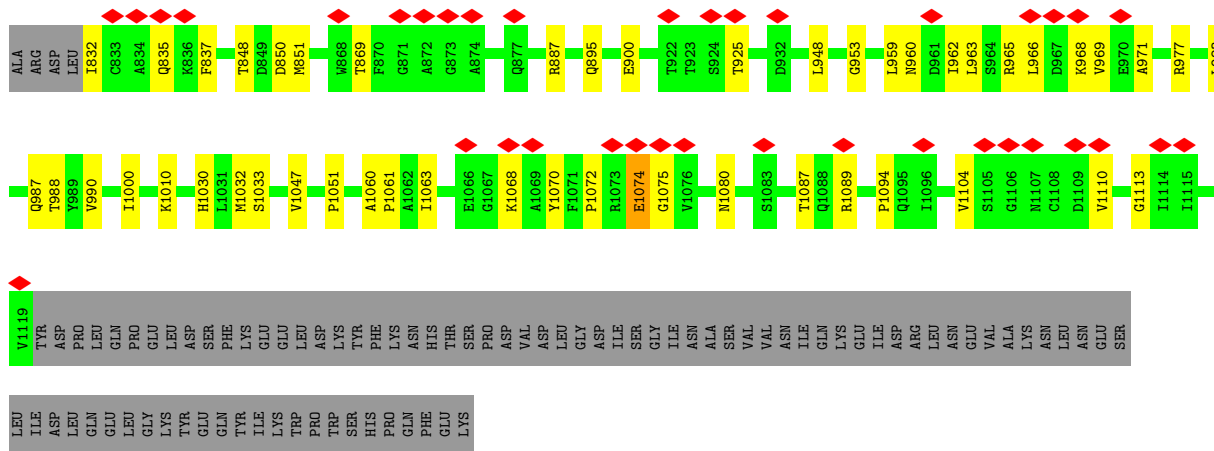 ALA ARG ASP LEU I832 C833 A834 Q835 K836 F837 T848 D849 D850 M851 W868 T869 F870 G871 A872 G873 A874 Q877 R887 Q895 E900 T922 T923 S924 T925 D932 L948 G953 L959 N960 D961 I962 L963 S964 R965 L966 D967 K968 V969 E970 A971 R977
Q987 T988 Y989 V990 I1000 K1010 H1030 L1031 M1032 S1033 V1047 P1051 A1060 P1061 A1062 I1063 E1066 G1067 K1068 A1069 Y1070 F1071 P1072 R1073 E1074 G1075 V1076 N1080 S1083 T1087 Q1088 R1089 P1094 Q1095 I1096 V1104 S1105 G1106 N1107 C1108 D1109 V1110 G1113 I1114 I1115
V1119 TYR ASP PRO LEU GLN PRO GLU LEU ASP SER PHE LYS GLU GLU LEU ASP LYS TYR PHE LYS ASN HIS THR SER PRO ASP VAL ASP LEU GLY ASP ILE SER GLY ILE ASN ALA SER VAL VAL ASN ILE GLN LYS GLU ILE ASP ARG LEU ASN GLU VAL ALA LYS ASN LEU ASN GLU SER
LEU ILE ASP LEU GLN GLU LEU GLY LYS TYR GLU GLN TYR ILE LYS TRP PRO TRP SER HIS PRO GLN PHE GLU LYS